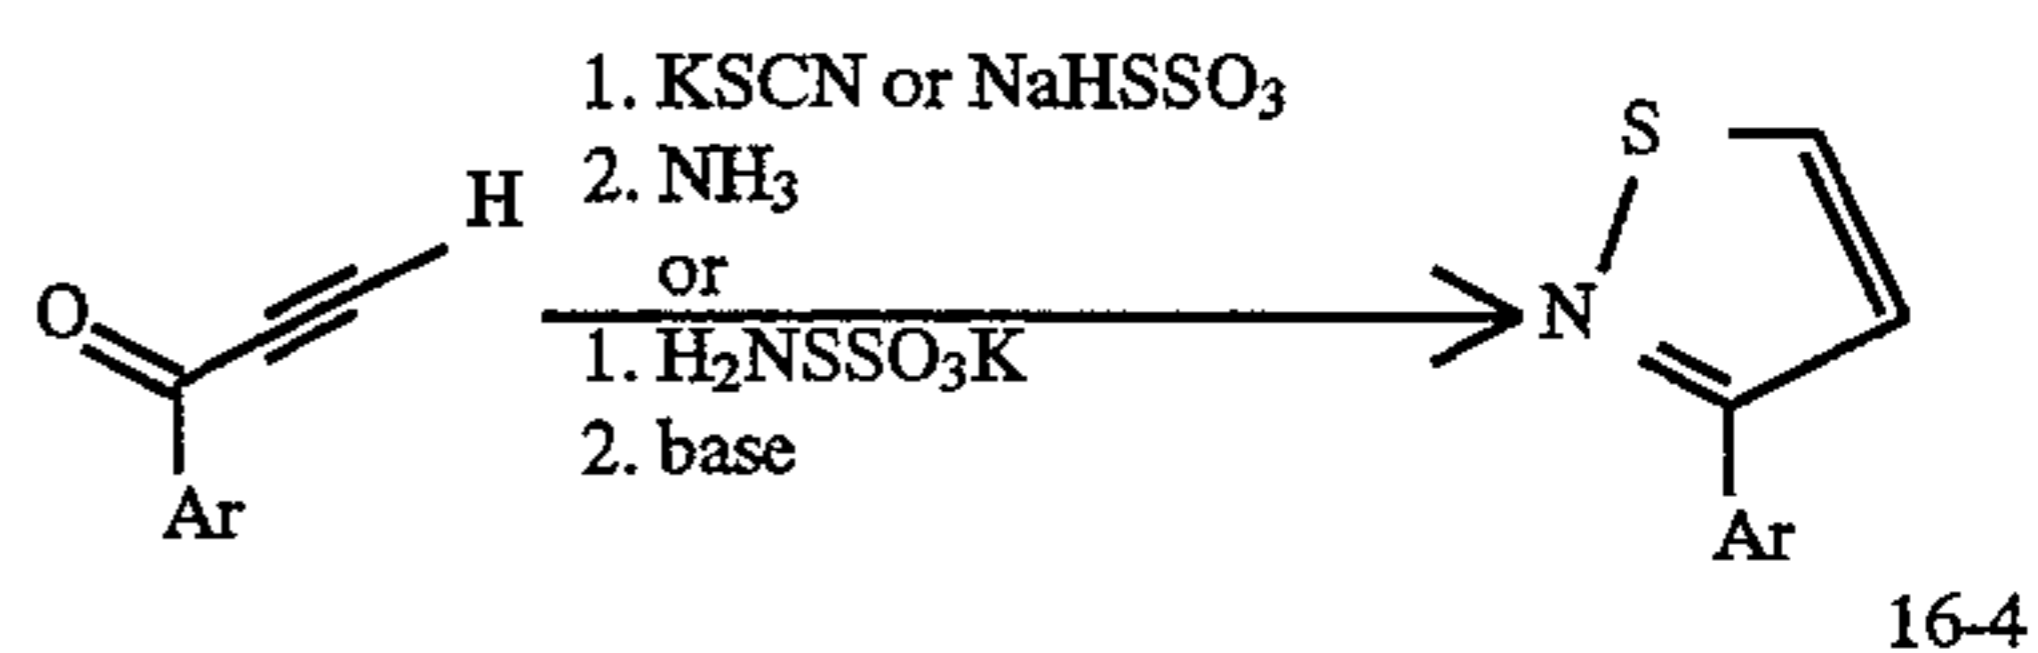 1. KSCN or NaHSSO₃
2. NH₃
or
1. H₂NSSO₃K
2. base
H
O
Ar
S
N
Ar
16-4